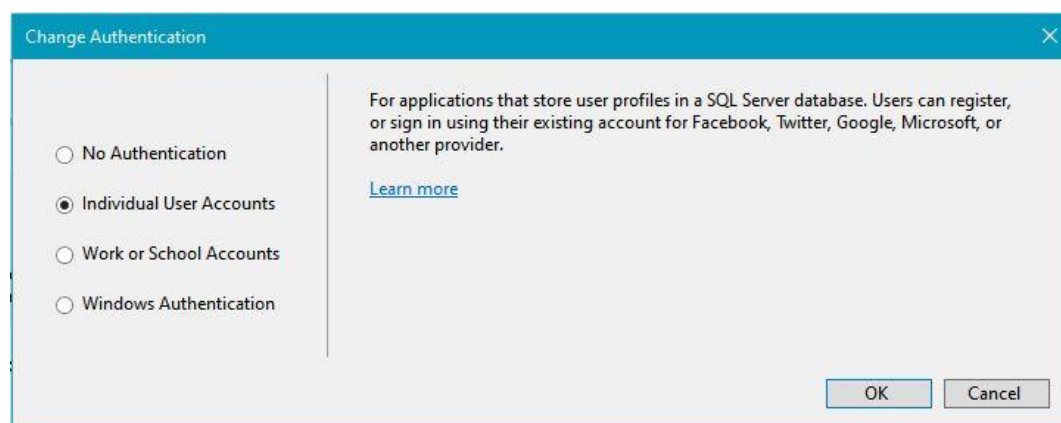 Change Authentication
No Authentication
Individual User Accounts
Work or School Accounts
Windows Authentication
For applications that store user profiles in a SQL Server database. Users can register,
or sign in using their existing account for Facebook, Twitter, Google, Microsoft, or
another provider.
Learn more
OK
Cancel